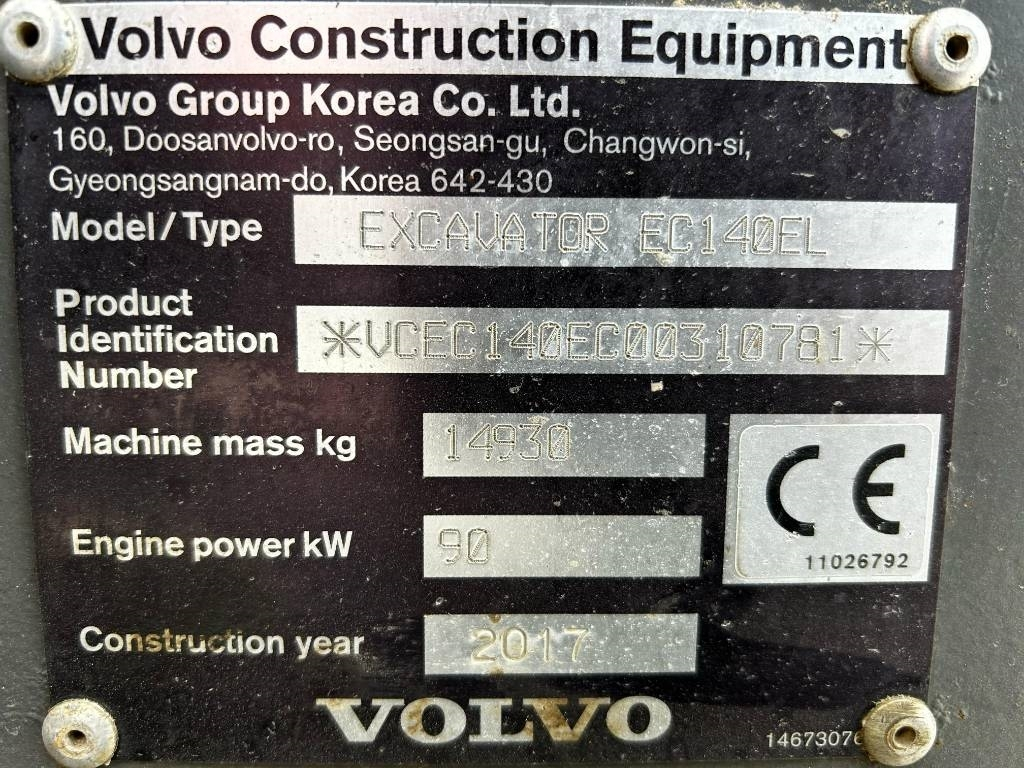 Volvo Construction Equipment
Volvo Group Korea Co. Ltd.
160, Doosanvolvo-ro, Seongsan-gu, Changwon-si,
Gyeongsangnam-do, Korea 642-430
Model/Type EXCAVATOR EC140EL
Product
Identification
Number *VCEC140EC00310781*
Machine mass kg 14930
CE
11026792
Engine power kW 90
Construction year 2017
VOLVO